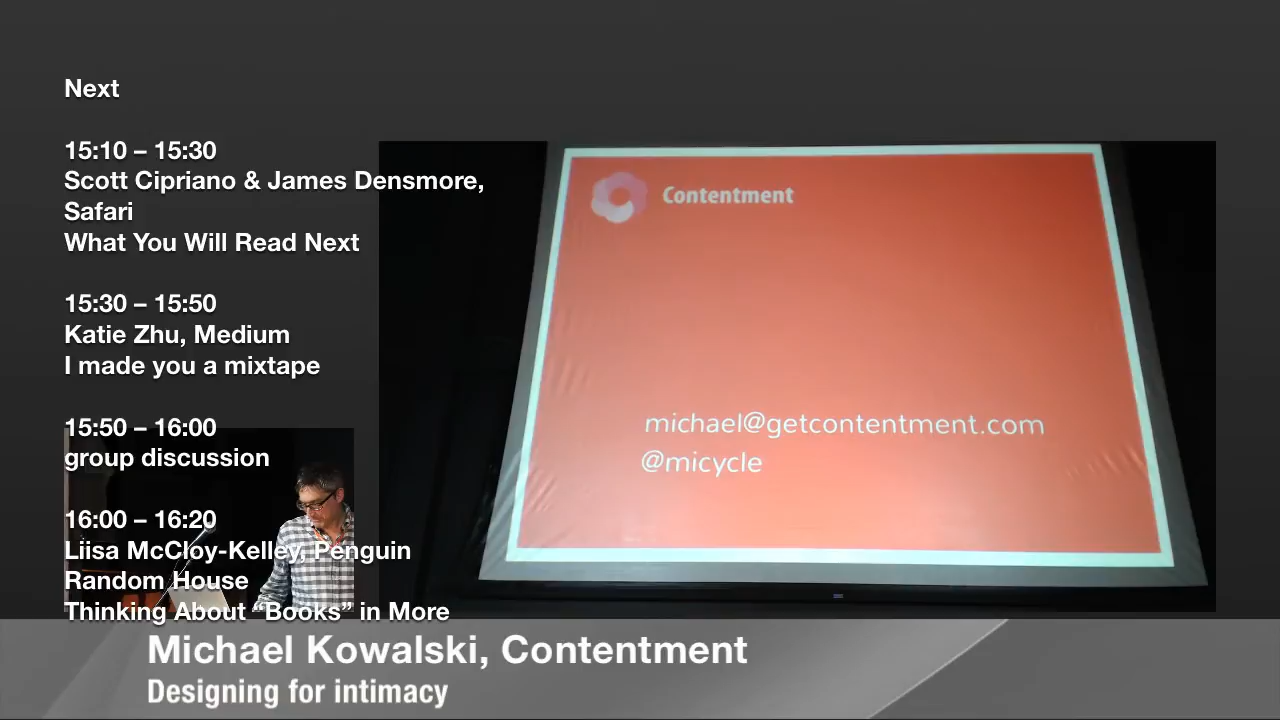 Next
15:10 – 15:30
Scott Cipriano & James Densmore,
Safari
What You Will Read Next
15:30 – 15:50
Katie Zhu, Medium
I made you a mixtape
15:50 – 16:00
group discussion
16:00 – 16:20
Liisa McCloy-Kelley, Penguin
Random House
Thinking About “Books” in More
Contentment
michael@getcontentment.com
@micycle
Michael Kowalski, Contentment
Designing for intimacy